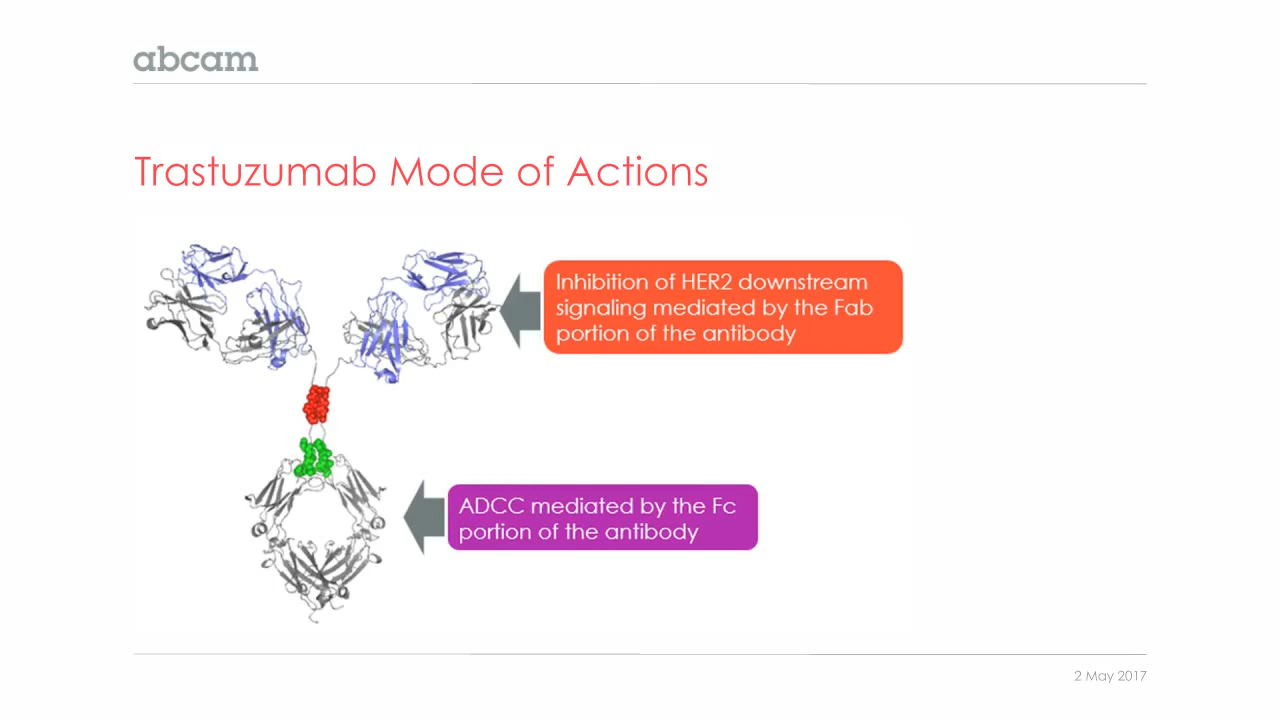 abcam
Trastuzumab Mode of Actions
Inhibition of HER2 downstream
signaling mediated by the Fab
portion of the antibody
ADCC mediated by the Fc
portion of the antibody
2 May 2017